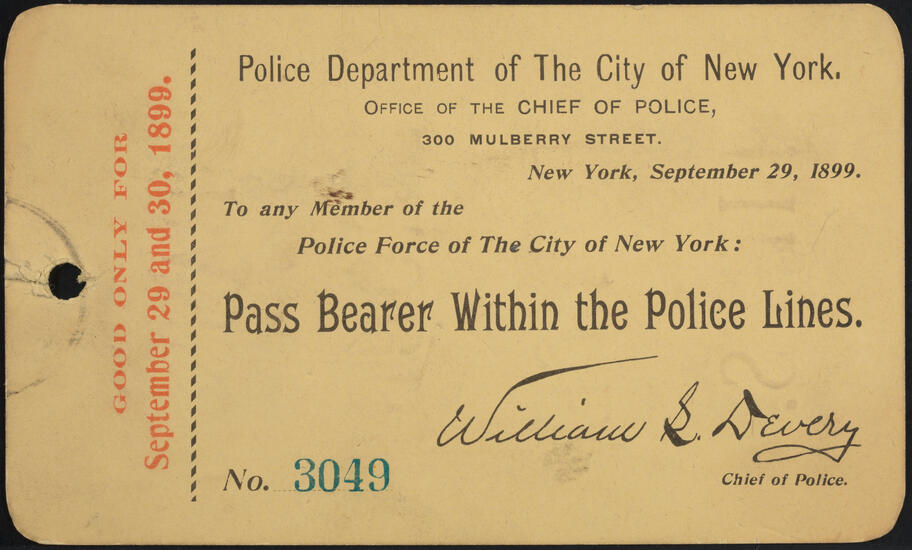 GOOD ONLY FOR
September 29 and 30, 1899.
Police Department of The City of New York.
OFFICE OF THE CHIEF OF POLICE,
300 MULBERRY STREET.
New York, September 29, 1899.
To any Member of the
Police Force of The City of New York:
Pass Bearer Within the Police Lines.
William S. Devery
Chief of Police.
No. 3049